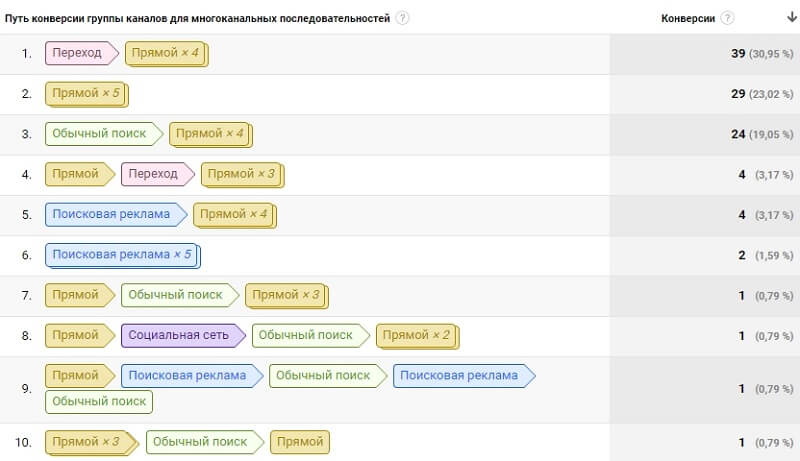 Путь конверсии группы каналов для многоканальных последовательностей ? Конверсии ?
1. Переход Прямой × 4 39 (30,95 %)
2. Прямой × 5 29 (23,02 %)
3. Обычный поиск Прямой × 4 24 (19,05 %)
4. Прямой Переход Прямой × 3 4 (3,17 %)
5. Поисковая реклама Прямой × 4 4 (3,17 %)
6. Поисковая реклама × 5 2 (1,59 %)
7. Прямой Обычный поиск Прямой × 3 1 (0,79 %)
8. Прямой Социальная сеть Обычный поиск Прямой × 2 1 (0,79 %)
9. Прямой Поисковая реклама Обычный поиск Поисковая реклама 1 (0,79 %)
Обычный поиск
10. Прямой × 3 Обычный поиск Прямой 1 (0,79 %)